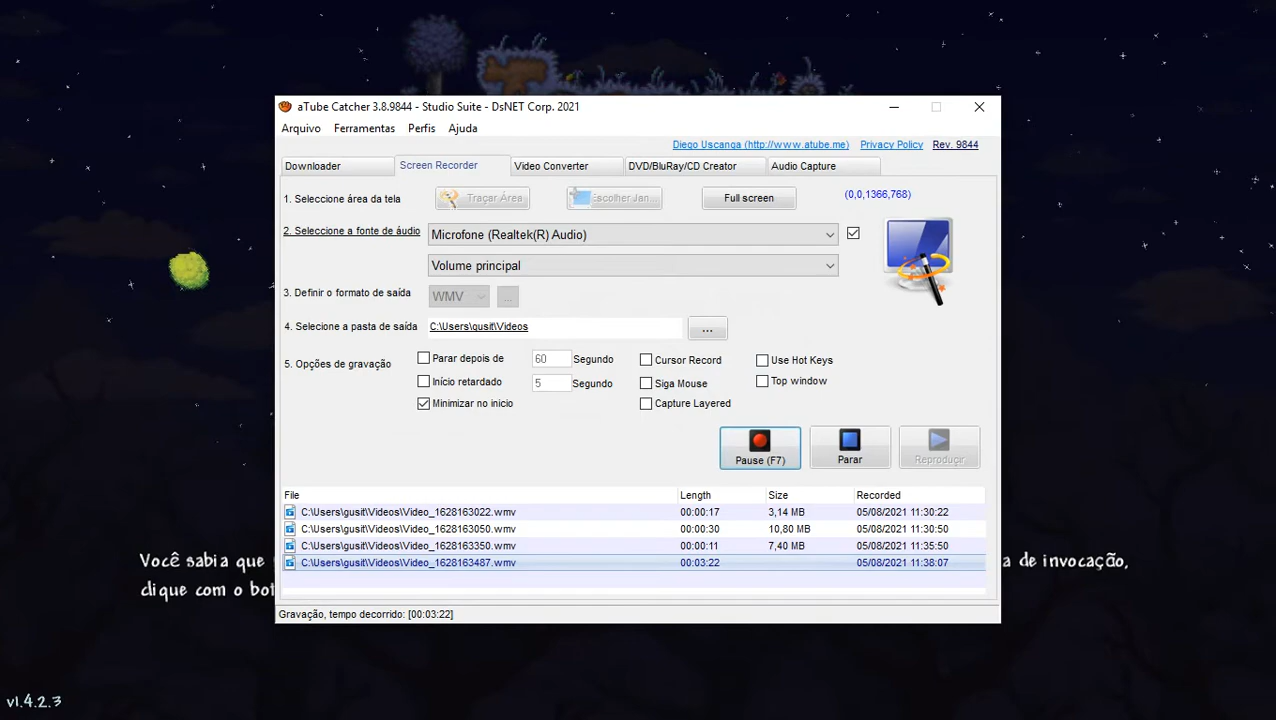 aTube Catcher 3.8.9844 - Studio Suite - DsNET Corp. 2021
Arquivo Ferramentas Perfis Ajuda
Diego Uscanga (http://www.atube.me) Privacy Policy Rev. 9844
Downloader Screen Recorder Video Converter DVD/BluRay/CD Creator Audio Capture
1. Seleccione área da tela Traçar Área Escolher Jan... Full screen (0,0,1366,768)
2. Seleccione a fonte de áudio Microfone (Realtek(R) Audio)
Volume principal
3. Definir o formato de saída WMV ...
4. Selecione a pasta de saída C:\Users\gusit\Videos ...
5. Opções de gravação Parar depois de 60 Segundo Cursor Record Use Hot Keys
Início retardado 5 Segundo Siga Mouse Top window
Minimizar no inicio Capture Layered
Pause (F7) Parar Reproduçir
File Length Size Recorded
C:\Users\gusit\Videos\Video_1628163022.wmv 00:00:17 3,14 MB 05/08/2021 11:30:22
C:\Users\gusit\Videos\Video_1628163050.wmv 00:00:30 10,80 MB 05/08/2021 11:30:50
C:\Users\gusit\Videos\Video_1628163350.wmv 00:00:11 7,40 MB 05/08/2021 11:35:50
C:\Users\gusit\Videos\Video_1628163487.wmv 00:03:22 05/08/2021 11:38:07
Gravação, tempo decorrido: [00:03:22]
Você sabia que a de invocação,
clique com o bot
v1.4.2.3